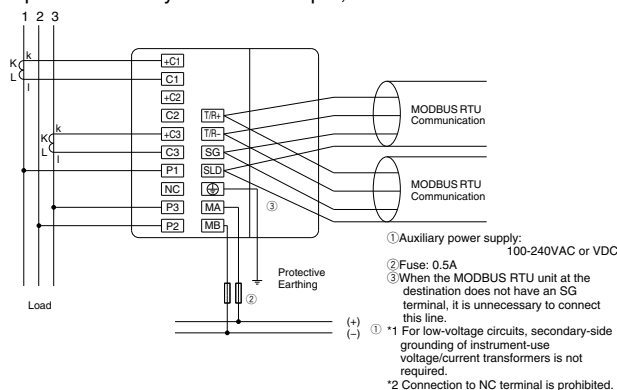 1 2 3
K k
L l
K k
L l
+C1
C1
+C2
C2
+C3
C3
P1
NC
P3
P2
T/R+
T/R−
SG
SLD
MA
MB
③
MODBUS RTU
Communication
MODBUS RTU
Communication
Protective
Earthing
②
Load
(+)
(−)
①
①Auxiliary power supply:
100-240VAC or VDC
②Fuse: 0.5A
③When the MODBUS RTU unit at the
destination does not have an SG
terminal, it is unnecessary to connect
this line.
*1 For low-voltage circuits, secondary-side
grounding of instrument-use
voltage/current transformers is not
required.
*2 Connection to NC terminal is prohibited.